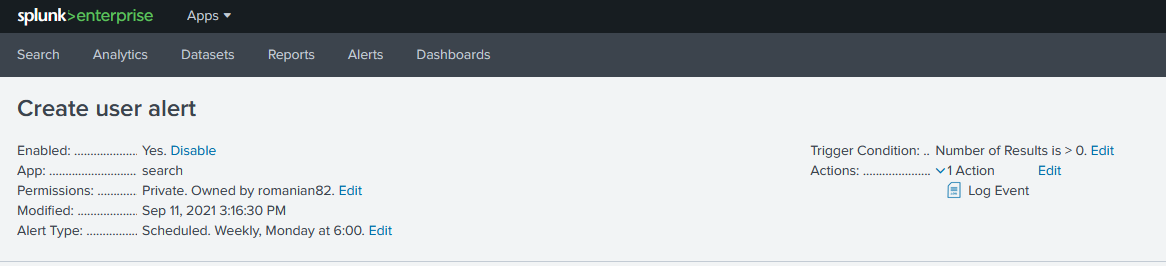 splunk>enterprise Apps
Search Analytics Datasets Reports Alerts Dashboards
Create user alert
Enabled: ................... Yes. Disable
App: .......................... search
Permissions: ............ Private. Owned by romanian82. Edit
Modified: .................. Sep 11, 2021 3:16:30 PM
Alert Type: ................ Scheduled. Weekly, Monday at 6:00. Edit
Trigger Condition: .. Number of Results is > 0. Edit
Actions: ..................... 1 Action Edit
Log Event